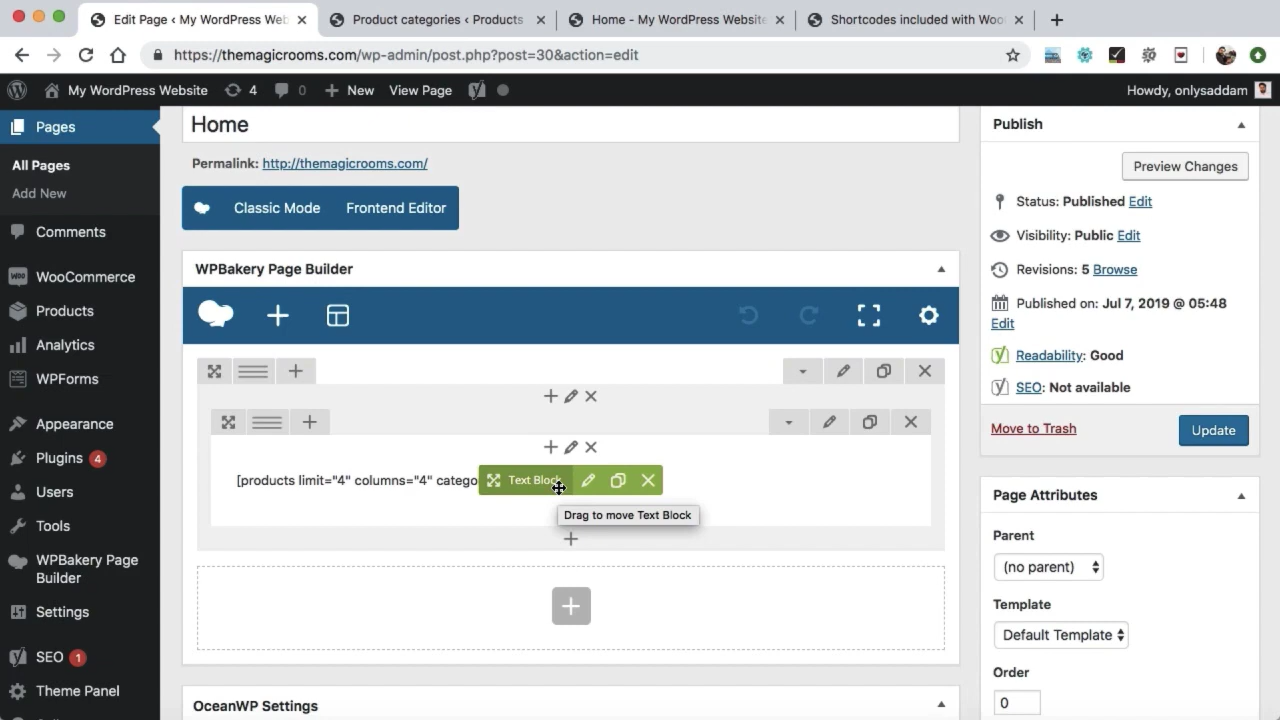 Edit Page ‹ My WordPress Web
Product categories ‹ Products
Home - My WordPress Website
Shortcodes included with Woo
https://themagicrooms.com/wp-admin/post.php?post=30&action=edit
My WordPress Website
4
0
New
View Page
Howdy, onlysaddam
Pages
All Pages
Add New
Comments
WooCommerce
Products
Analytics
WPForms
Appearance
Plugins 4
Users
Tools
WPBakery Page
Builder
Settings
SEO 1
Theme Panel
Home
Permalink: http://themagicrooms.com/
Classic Mode
Frontend Editor
WPBakery Page Builder
[products limit="4" columns="4" catego
Text Block
Drag to move Text Block
OceanWP Settings
Publish
Preview Changes
Status: Published Edit
Visibility: Public Edit
Revisions: 5 Browse
Published on: Jul 7, 2019 @ 05:48
Edit
Readability: Good
SEO: Not available
Move to Trash
Update
Page Attributes
Parent
(no parent)
Template
Default Template
Order
0